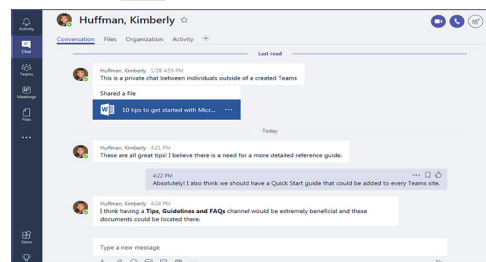 Huffman, Kimberly
Activity
Conversation Files Organization Activity +
Chat
Last read
Teams
Huffman, Kimberly 1/28 4:53 PM
This is a private chat between individuals outside of a created Teams
Meetings
Shared a file
10 tips to get started with Micr... ...
Files
Today
Huffman, Kimberly 4:21 PM
These are all great tips! I believe there is a need for a more detailed reference guide.
4:22 PM
Absolutely! I also think we should have a Quick Start guide that could be added to every Teams site.
Huffman, Kimberly 4:24 PM
I think having a Tips, Guidelines and FAQs channel would be extremely beneficial and these
documents could be located there.
Store
Type a new message